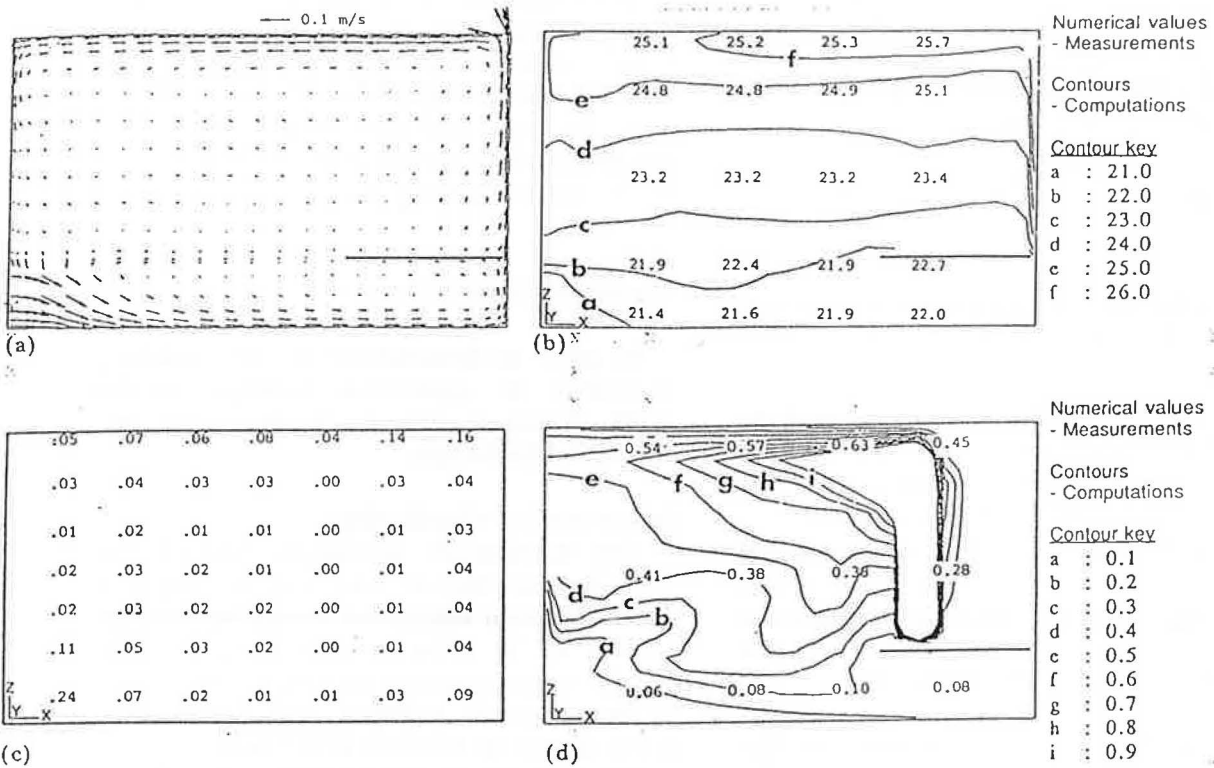 0.1 m/s
(a)
25.1 25.2 25.3 25.7
f
24.8 24.8 24.9 25.1
e
d
23.2 23.2 23.2 23.4
c
b 21.9 22.4 21.9 22.7
a
21.4 21.6 21.9 22.0
Z
Y X
(b)
Numerical values
- Measurements
Contours
- Computations
Contour key
a : 21.0
b : 22.0
c : 23.0
d : 24.0
e : 25.0
f : 26.0
.05 .07 .06 .08 .04 .14 .16
.03 .04 .03 .03 .00 .03 .04
.01 .02 .01 .01 .00 .01 .03
.02 .03 .02 .01 .00 .01 .04
.02 .03 .02 .02 .00 .01 .04
.11 .05 .03 .02 .00 .01 .04
.24 .07 .02 .01 .01 .03 .09
Z
Y X
(c)
0.54 0.57 0.63 0.45
e f g h i
0.41 0.38 0.38 0.28
d c
b
a
0.06 0.08 0.10 0.08
Z
Y X
(d)
Numerical values
- Measurements
Contours
- Computations
Contour key
a : 0.1
b : 0.2
c : 0.3
d : 0.4
e : 0.5
f : 0.6
g : 0.7
h : 0.8
i : 0.9